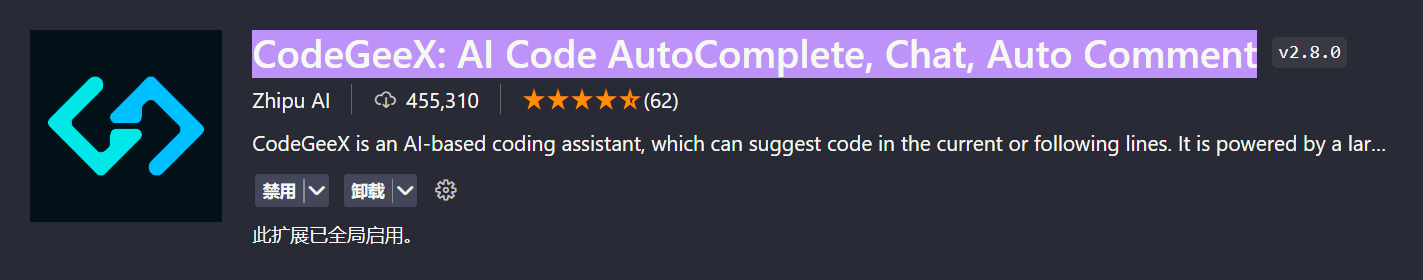 CodeGeeX: AI Code AutoComplete, Chat, Auto Comment v2.8.0
Zhipu AI 455,310 ★★★★⯪(62)
CodeGeeX is an AI-based coding assistant, which can suggest code in the current or following lines. It is powered by a lar...
禁用 卸载
此扩展已全局启用。